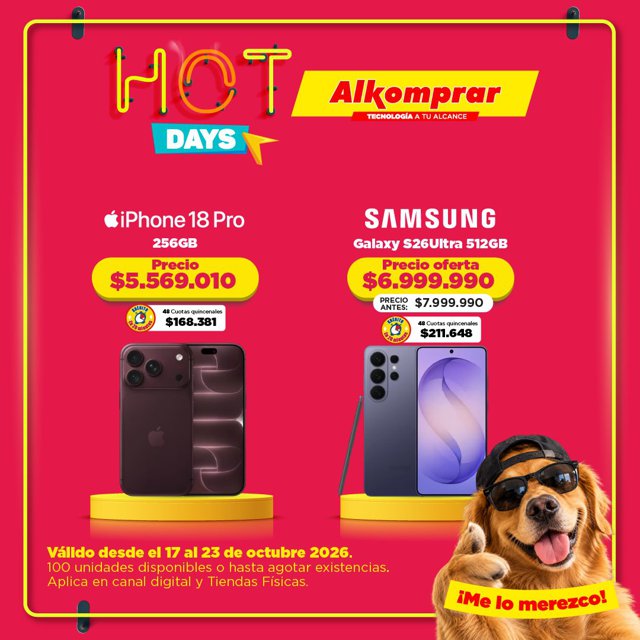 HOT
DAYS
Alkomprar
TECNOLOGÍA A TU ALCANCE
iPhone 18 Pro
256GB
Precio
$5.569.010
48 Cuotas quincenales
$168.381
SAMSUNG
Galaxy S26Ultra 512GB
Precio oferta
$6.999.990
PRECIO ANTES: $7.999.990
48 Cuotas quincenales
$211.648
Válido desde el 17 al 23 de octubre 2026.
100 unidades disponibles o hasta agotar existencias.
Aplica en canal digital y Tiendas Físicas.
¡Me lo merezco!